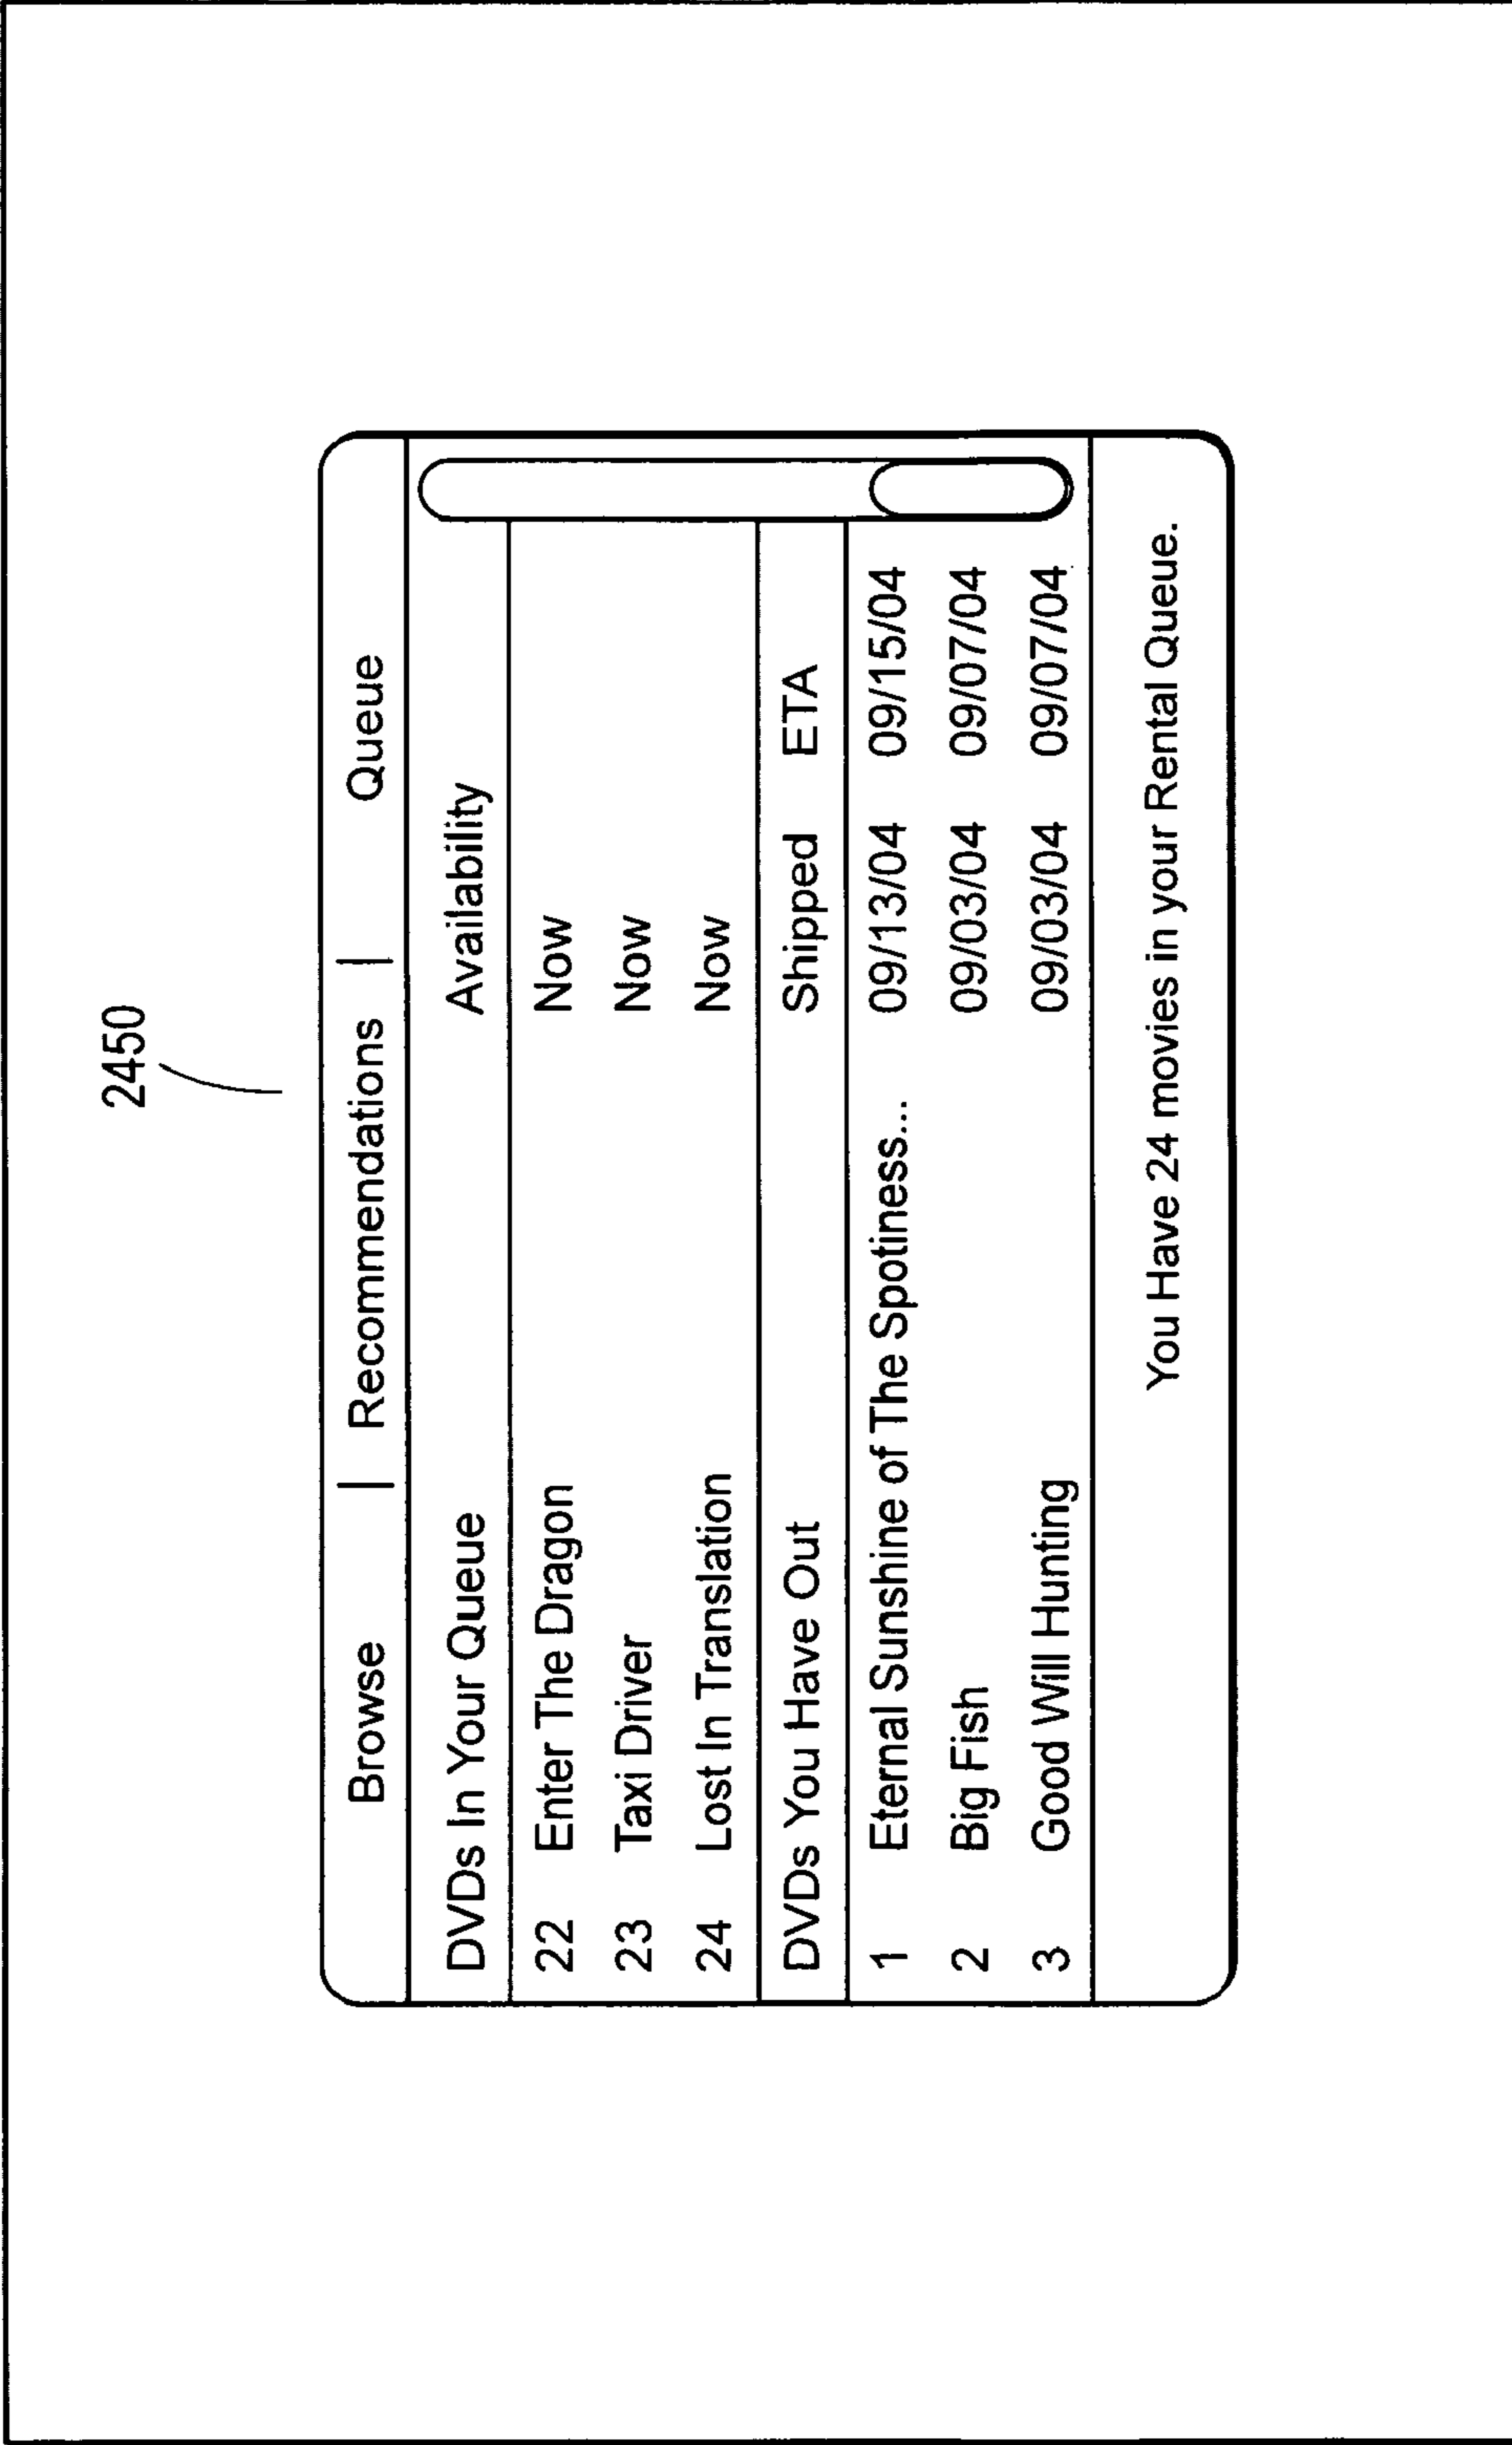 2450
Browse | Recommendations | Queue
DVDs In Your Queue Availability
22 Enter The Dragon Now
23 Taxi Driver Now
24 Lost In Translation Now
DVDs You Have Out Shipped ETA
1 Eternal Sunshine of The Spotiness... 09/13/04 09/15/04
2 Big Fish 09/03/04 09/07/04
3 Good Will Hunting 09/03/04 09/07/04
You Have 24 movies in your Rental Queue.